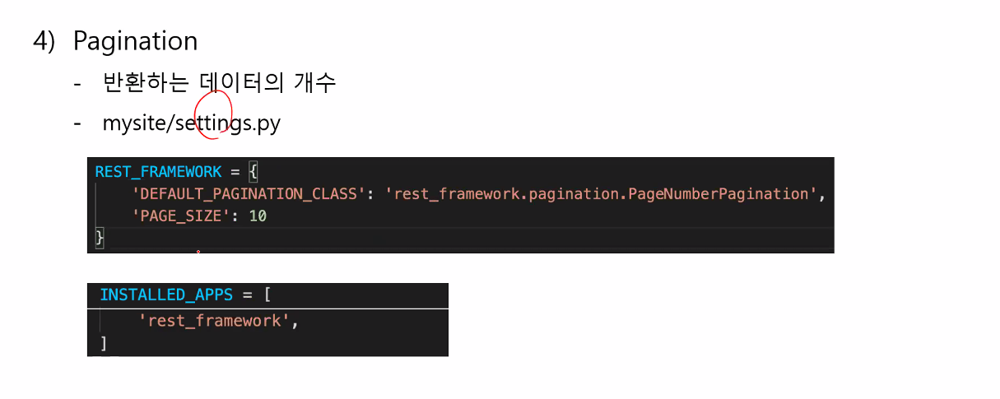 4) Pagination
- 반환하는 데이터의 개수
- mysite/settings.py
REST_FRAMEWORK = {
'DEFAULT_PAGINATION_CLASS': 'rest_framework.pagination.PageNumberPagination',
'PAGE_SIZE': 10
}
INSTALLED_APPS = [
'rest_framework',
]